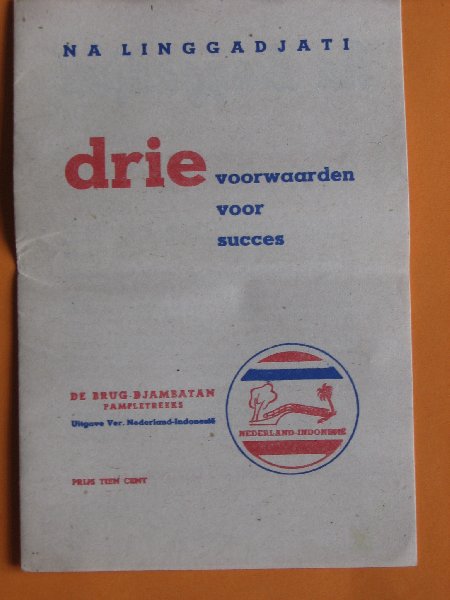 NA LINGGADJATI
drie voorwaarden
voor
succes
DE BRUG-DJAMBATAN
PAMFLETREEKS
Uitgave Ver. Nederland-Indonesië
PRIJS TIEN CENT
NEDERLAND-INDONESIË